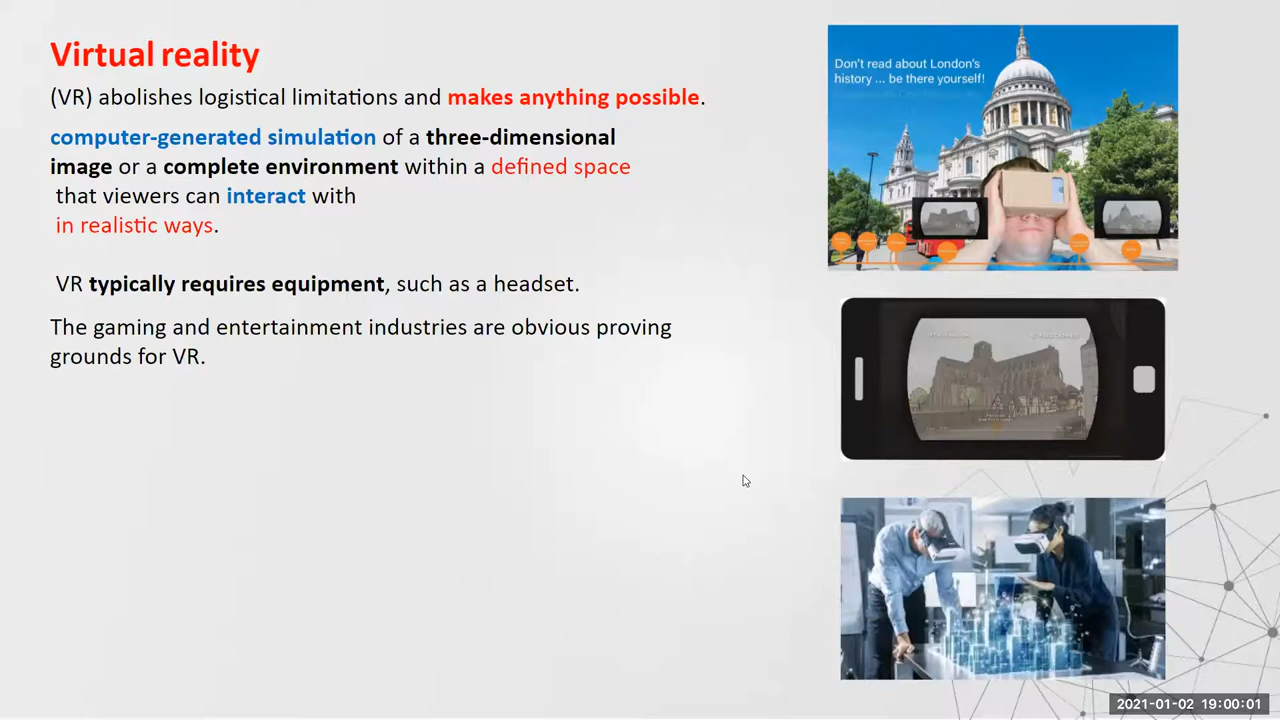 Virtual reality
(VR) abolishes logistical limitations and makes anything possible.
computer-generated simulation of a three-dimensional
image or a complete environment within a defined space
that viewers can interact with
in realistic ways.
VR typically requires equipment, such as a headset.
The gaming and entertainment industries are obvious proving
grounds for VR.
Don't read about London's
history ... be there yourself!
2021-01-02 19:00:01